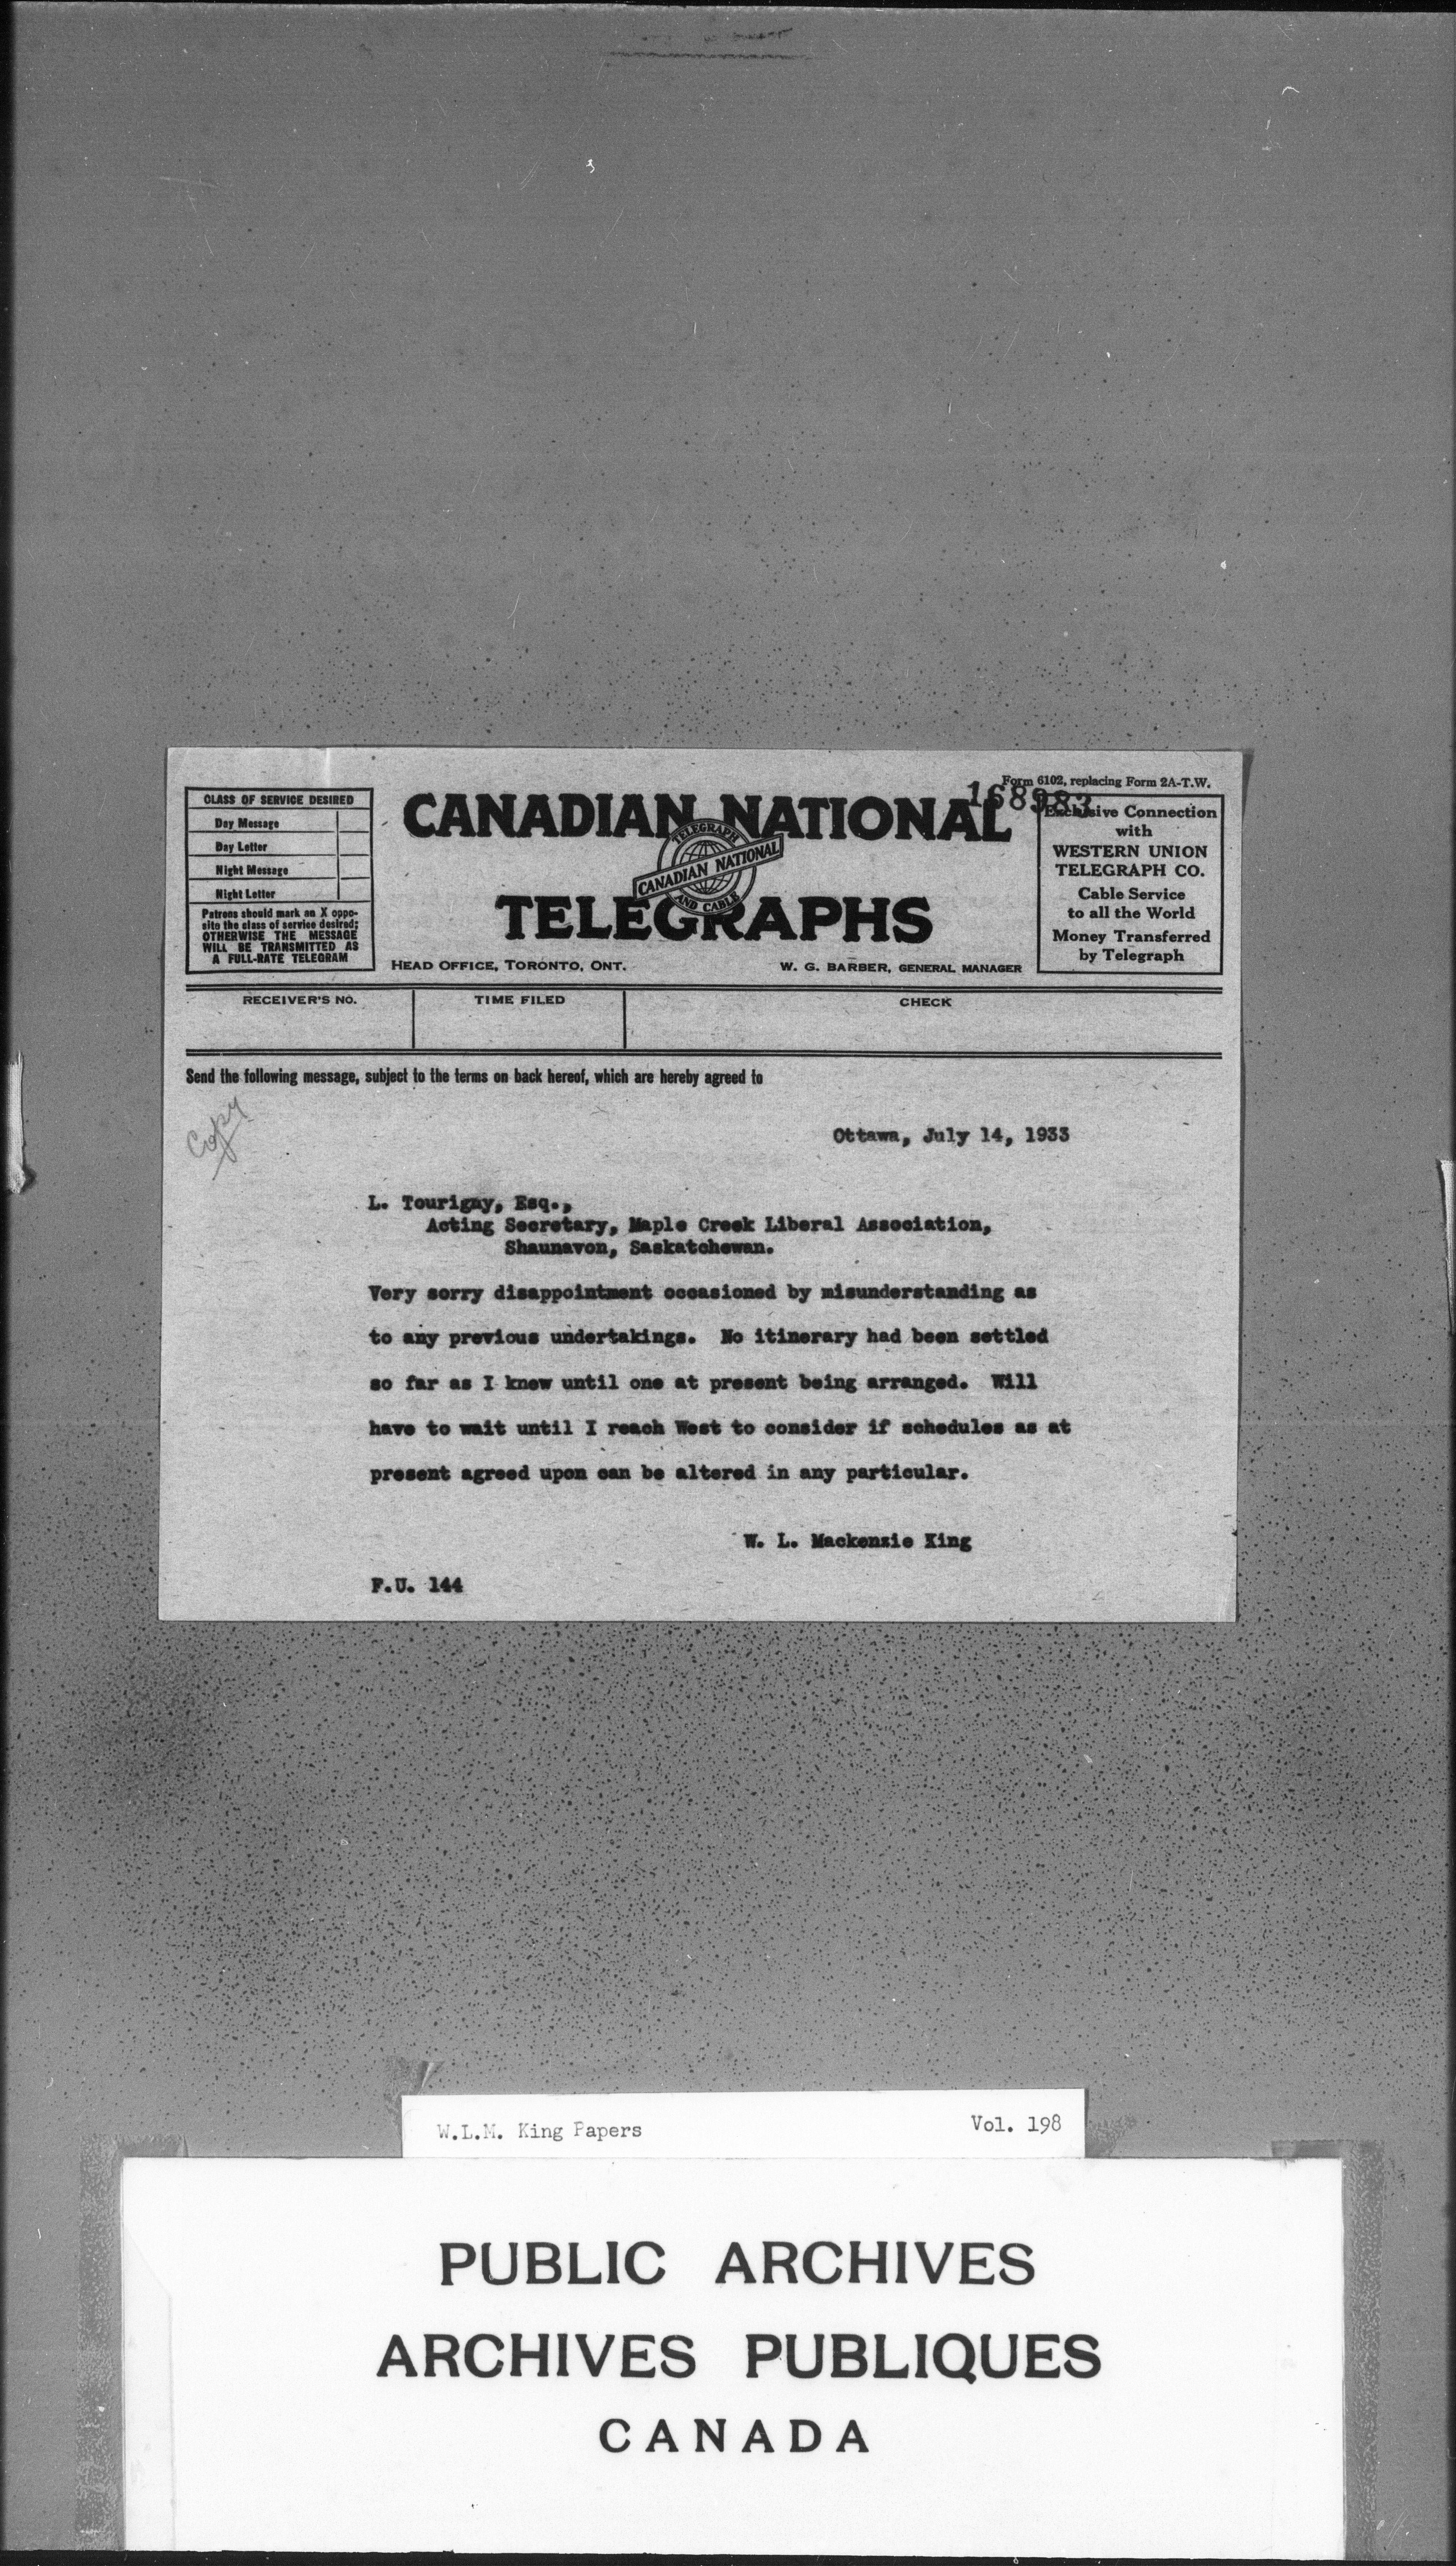 Form 6102, replacing Form 2A-T.W.
168983
CLASS OF SERVICE DESIRED
Day Message
Day Letter
Night Message
Night Letter
Patrons should mark an X oppo-
site the class of service desired;
OTHERWISE THE MESSAGE
WILL BE TRANSMITTED AS
A FULL-RATE TELEGRAM
CANADIAN NATIONAL
TELEGRAPH
CANADIAN NATIONAL
AND CABLE
TELEGRAPHS
HEAD OFFICE, TORONTO, ONT.
W. G. BARBER, GENERAL MANAGER
Exclusive Connection
with
WESTERN UNION
TELEGRAPH CO.
Cable Service
to all the World
Money Transferred
by Telegraph
RECEIVER'S NO.
TIME FILED
CHECK
Send the following message, subject to the terms on back hereof, which are hereby agreed to
Copy
Ottawa, July 14, 1933
L. Tourigny, Esq.,
Acting Secretary, Maple Creek Liberal Association,
Shaunavon, Saskatchewan.
Very sorry disappointment occasioned by misunderstanding as
to any previous undertakings. No itinerary had been settled
so far as I knew until one at present being arranged. Will
have to wait until I reach West to consider if schedules as at
present agreed upon can be altered in any particular.
W. L. Mackenzie King
F.U. 144
W.L.M. King Papers
Vol. 198
PUBLIC ARCHIVES
ARCHIVES PUBLIQUES
CANADA